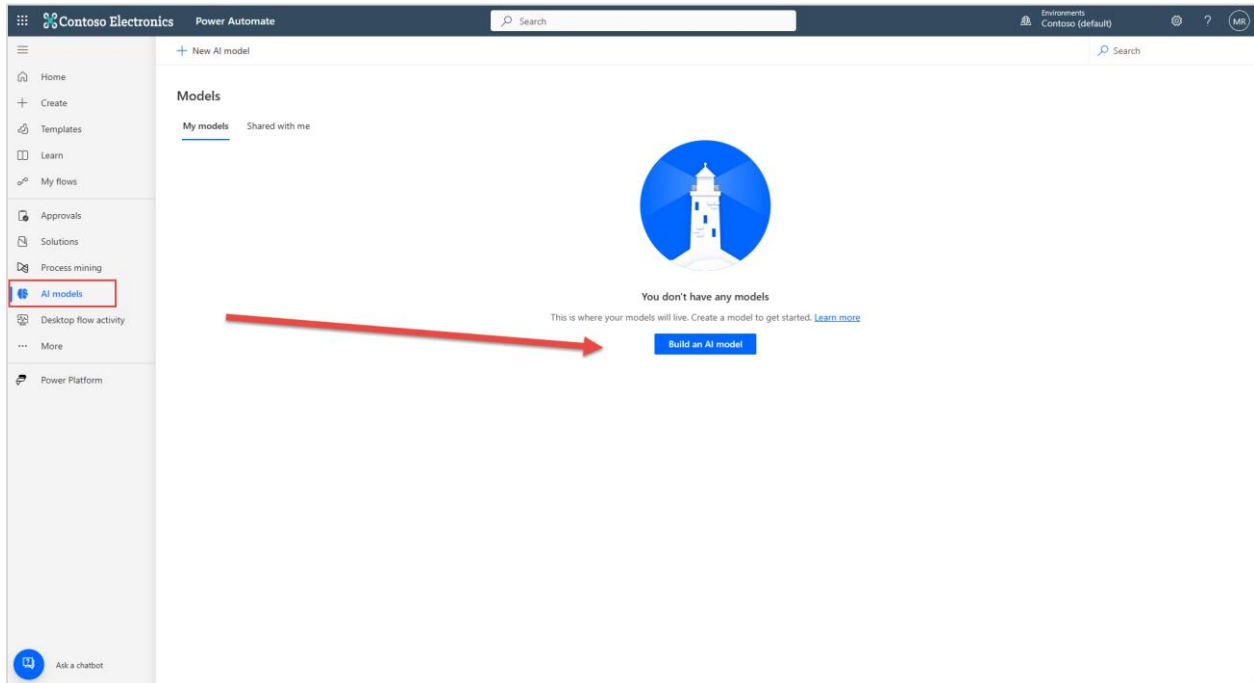 Contoso Electronics Power Automate
Search
Environments
Contoso (default)
?
MR
New AI model
Search
Home
Create
Templates
Learn
My flows
Approvals
Solutions
Process mining
AI models
Desktop flow activity
More
Power Platform
Ask a chatbot
Models
My models Shared with me
You don't have any models
This is where your models will live. Create a model to get started. Learn more
Build an AI model